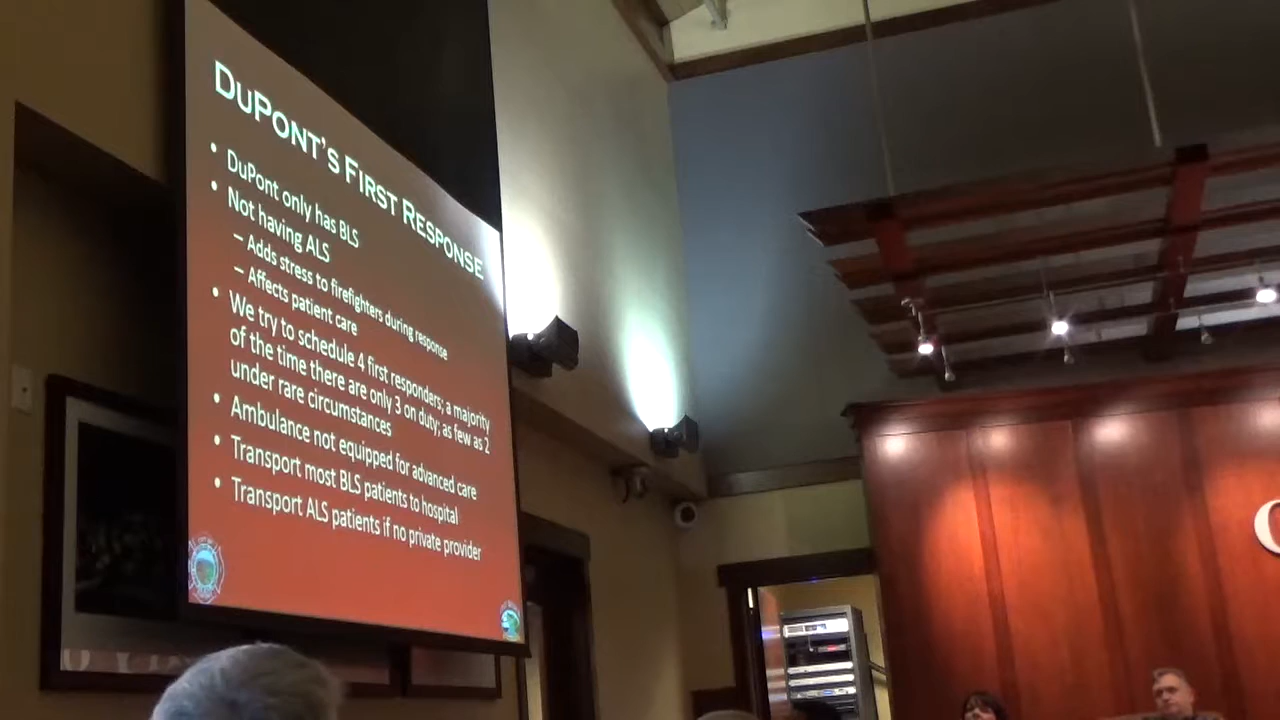 DuPont's First Response
• DuPont only has BLS
• Not having ALS
– Adds stress to firefighters during response
– Affects patient care
• We try to schedule 4 first responders; a majority
of the time there are only 3 on duty; as few as 2
under rare circumstances
• Ambulance not equipped for advanced care
• Transport most BLS patients to hospital
• Transport ALS patients if no private provider